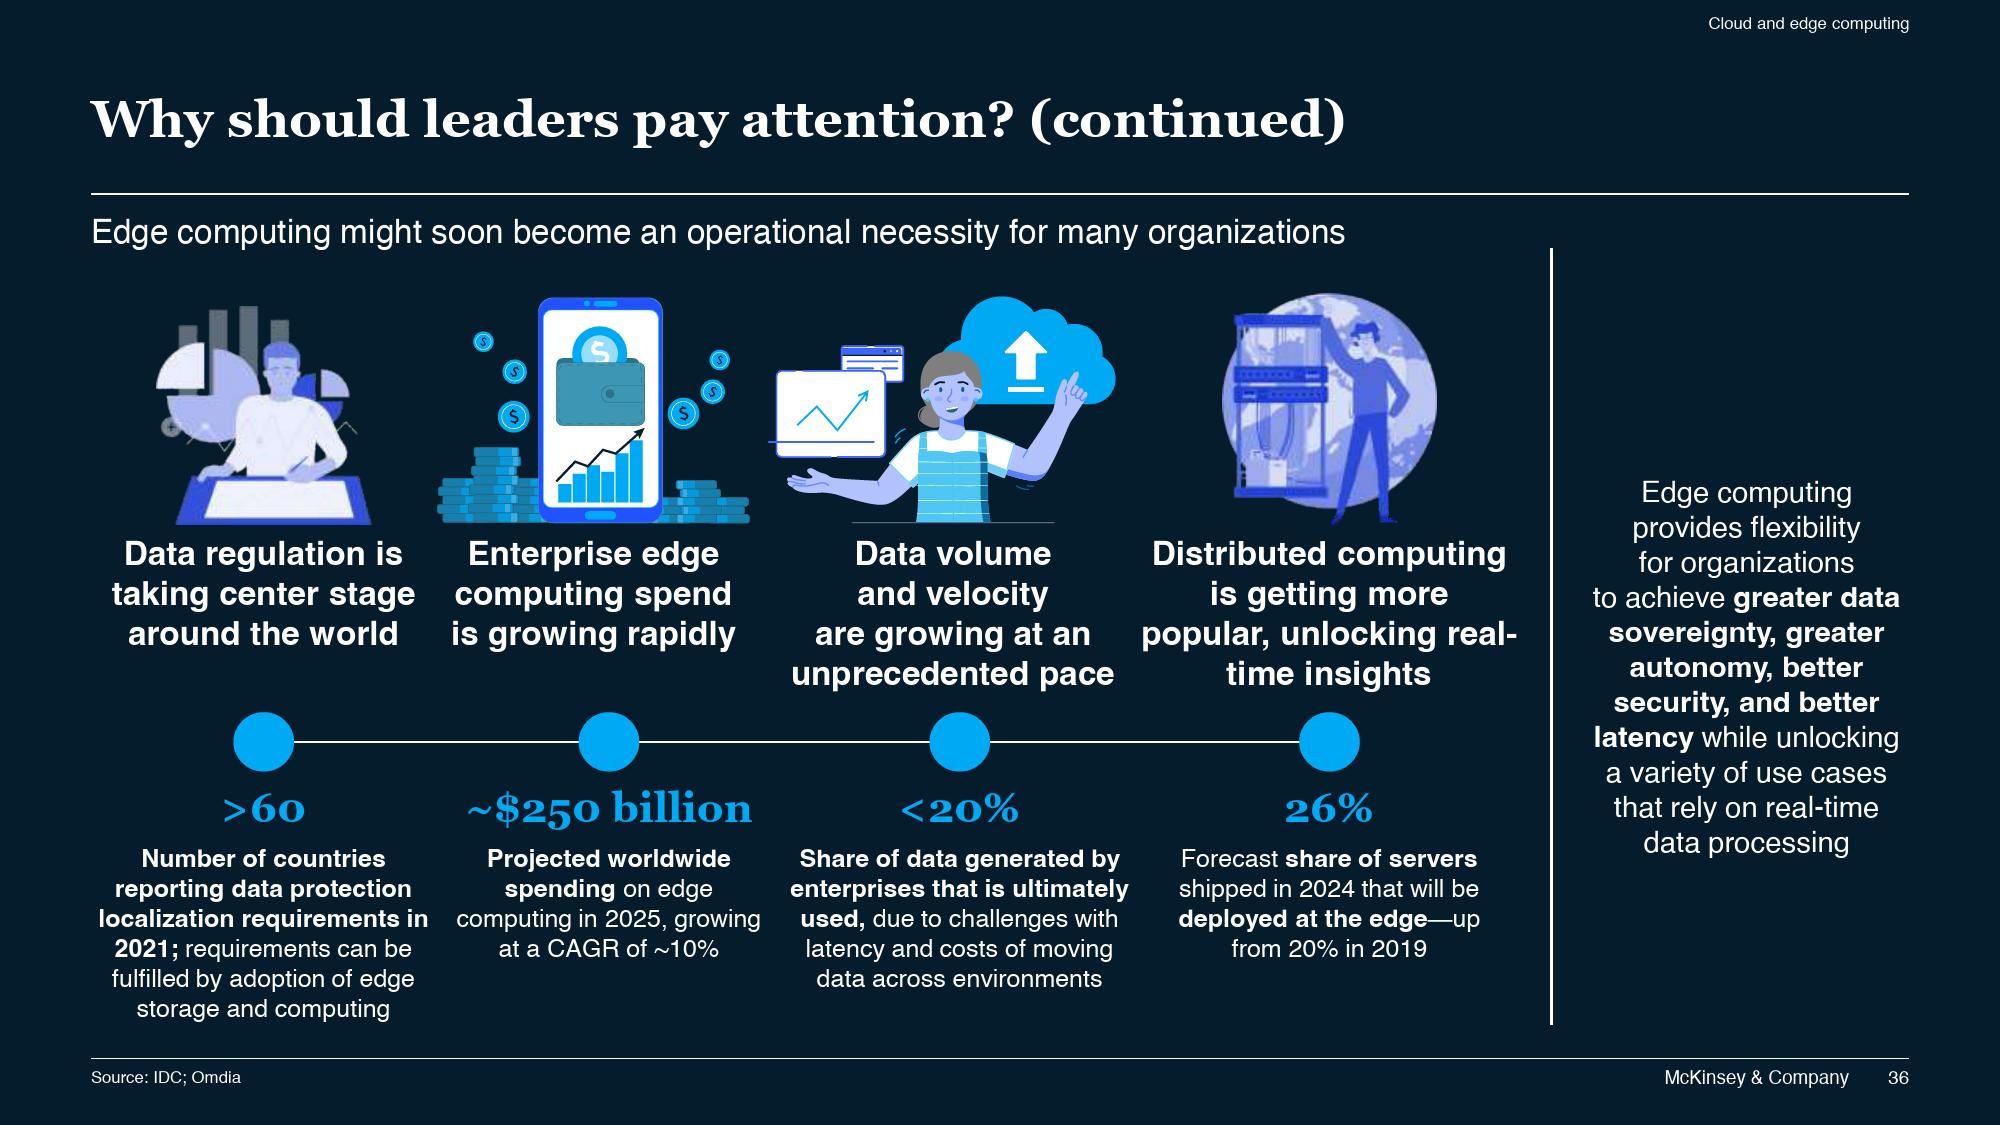 Cloud and edge computing
Why should leaders pay attention? (continued)
Edge computing might soon become an operational necessity for many organizations
Data regulation is
taking center stage
around the world
>60
Number of countries
reporting data protection
localization requirements in
2021; requirements can be
fulfilled by adoption of edge
storage and computing
$
$
$
$
$
$
$
Enterprise edge
computing spend
is growing rapidly
~$250 billion
Projected worldwide
spending on edge
computing in 2025, growing
at a CAGR of ~10%
Data volume
and velocity
are growing at an
unprecedented pace
<20%
Share of data generated by
enterprises that is ultimately
used, due to challenges with
latency and costs of moving
data across environments
Distributed computing
is getting more
popular, unlocking real-
time insights
26%
Forecast share of servers
shipped in 2024 that will be
deployed at the edge—up
from 20% in 2019
Edge computing
provides flexibility
for organizations
to achieve greater data
sovereignty, greater
autonomy, better
security, and better
latency while unlocking
a variety of use cases
that rely on real-time
data processing
Source: IDC; Omdia
McKinsey & Company 36